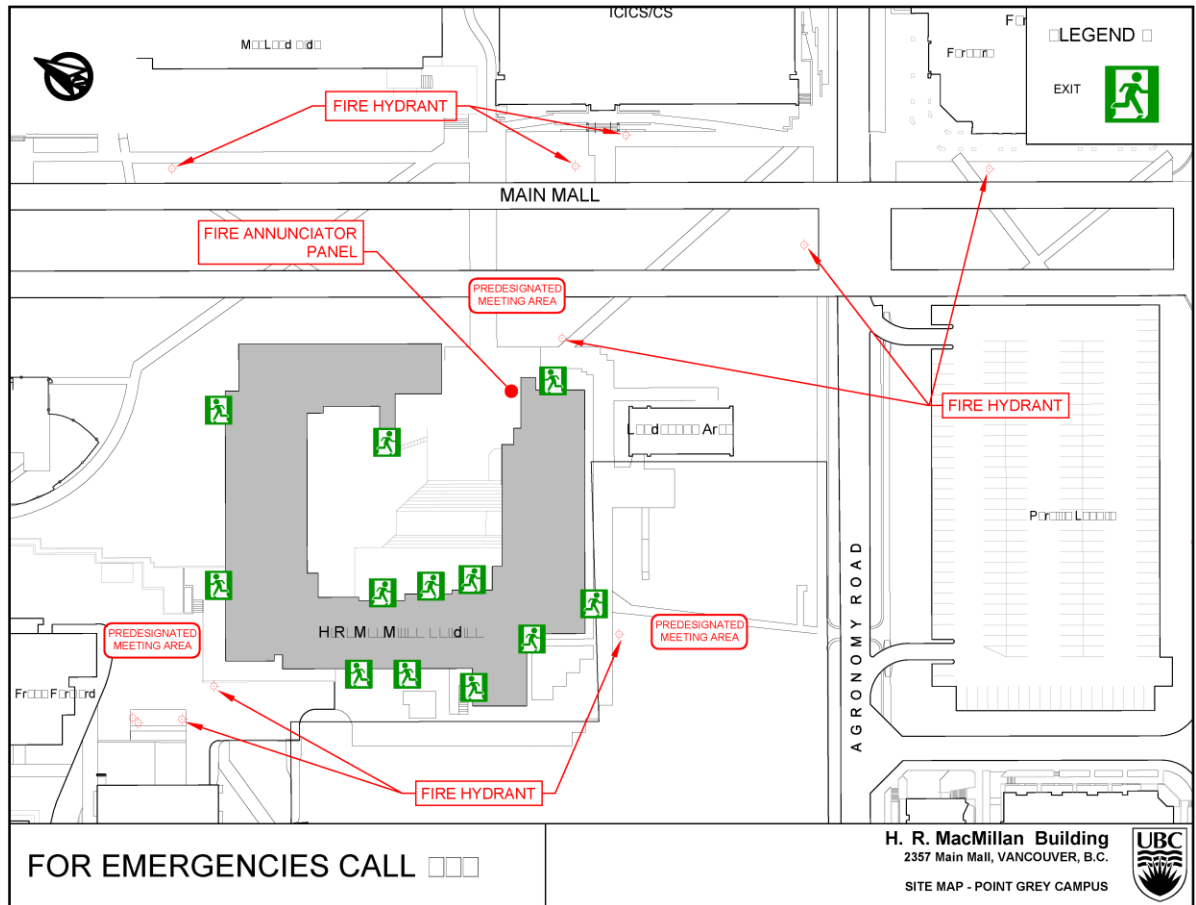 ICICS/CS
LEGEND
EXIT
FIRE HYDRANT
MAIN MALL
FIRE ANNUNCIATOR
PANEL
PREDESIGNATED
MEETING AREA
FIRE HYDRANT
PREDESIGNATED
MEETING AREA
PREDESIGNATED
MEETING AREA
AGRONOMY ROAD
FIRE HYDRANT
FOR EMERGENCIES CALL
H. R. MacMillan Building
2357 Main Mall, VANCOUVER, B.C.
SITE MAP - POINT GREY CAMPUS
UBC